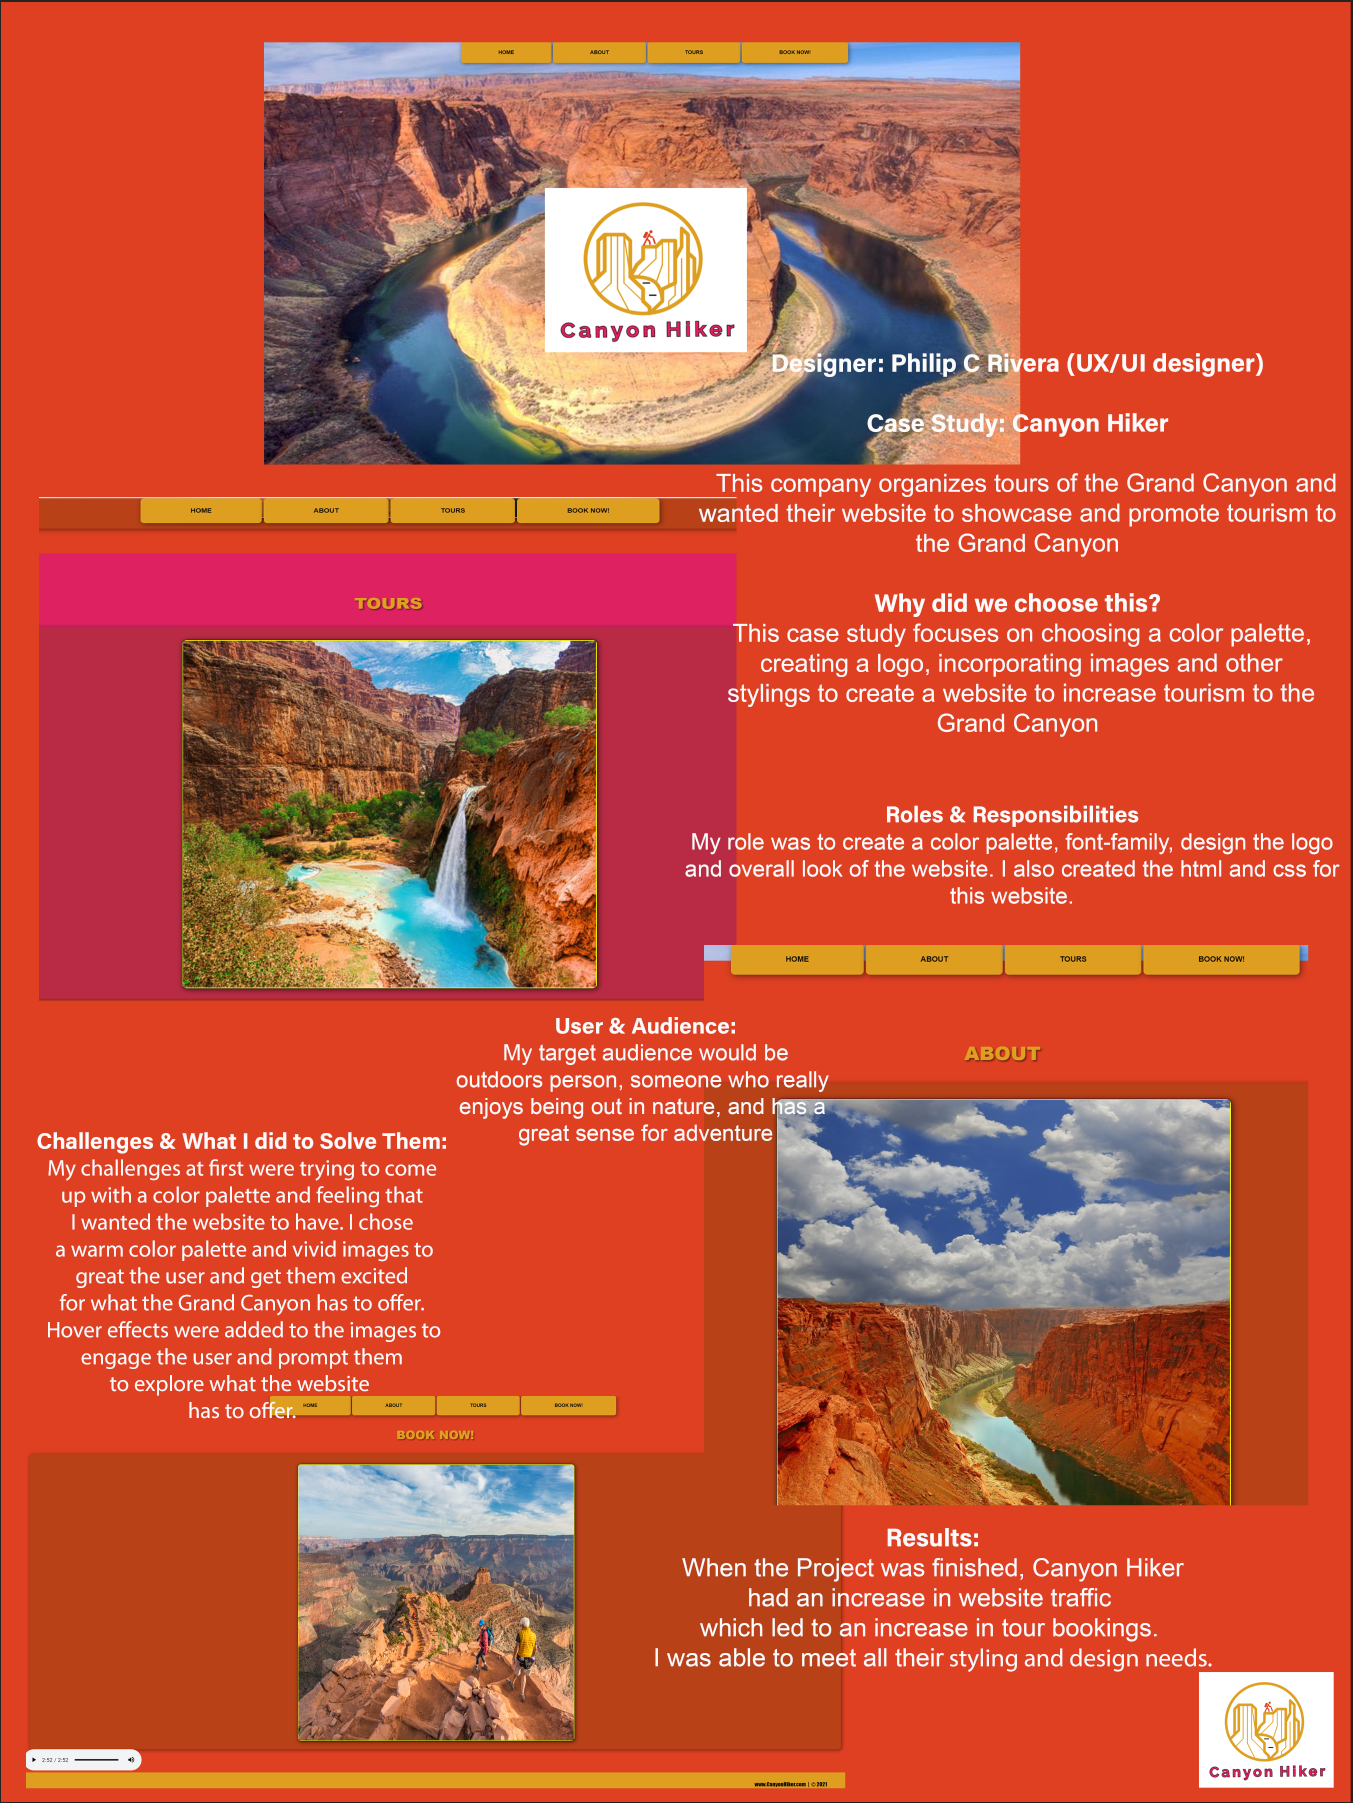 HOME ABOUT TOURS BOOK NOW!
Canyon Hiker
Designer: Philip C Rivera (UX/UI designer)
Case Study: Canyon Hiker
This company organizes tours of the Grand Canyon and
wanted their website to showcase and promote tourism to
the Grand Canyon
HOME ABOUT TOURS BOOK NOW!
TOURS
Why did we choose this?
This case study focuses on choosing a color palette,
creating a logo, incorporating images and other
stylings to create a website to increase tourism to the
Grand Canyon
Roles & Responsibilities
My role was to create a color palette, font-family, design the logo
and overall look of the website. I also created the html and css for
this website.
HOME ABOUT TOURS BOOK NOW!
ABOUT
User & Audience:
My target audience would be
outdoors person, someone who really
enjoys being out in nature, and has a
great sense for adventure
Challenges & What I did to Solve Them:
My challenges at first were trying to come
up with a color palette and feeling that
I wanted the website to have. I chose
a warm color palette and vivid images to
great the user and get them excited
for what the Grand Canyon has to offer.
Hover effects were added to the images to
engage the user and prompt them
to explore what the website
has to offer.
HOME ABOUT TOURS BOOK NOW!
BOOK NOW!
Results:
When the Project was finished, Canyon Hiker
had an increase in website traffic
which led to an increase in tour bookings.
I was able to meet all their styling and design needs.
Canyon Hiker
2:52 / 2:52
www.CanyonHiker.com | © 2021